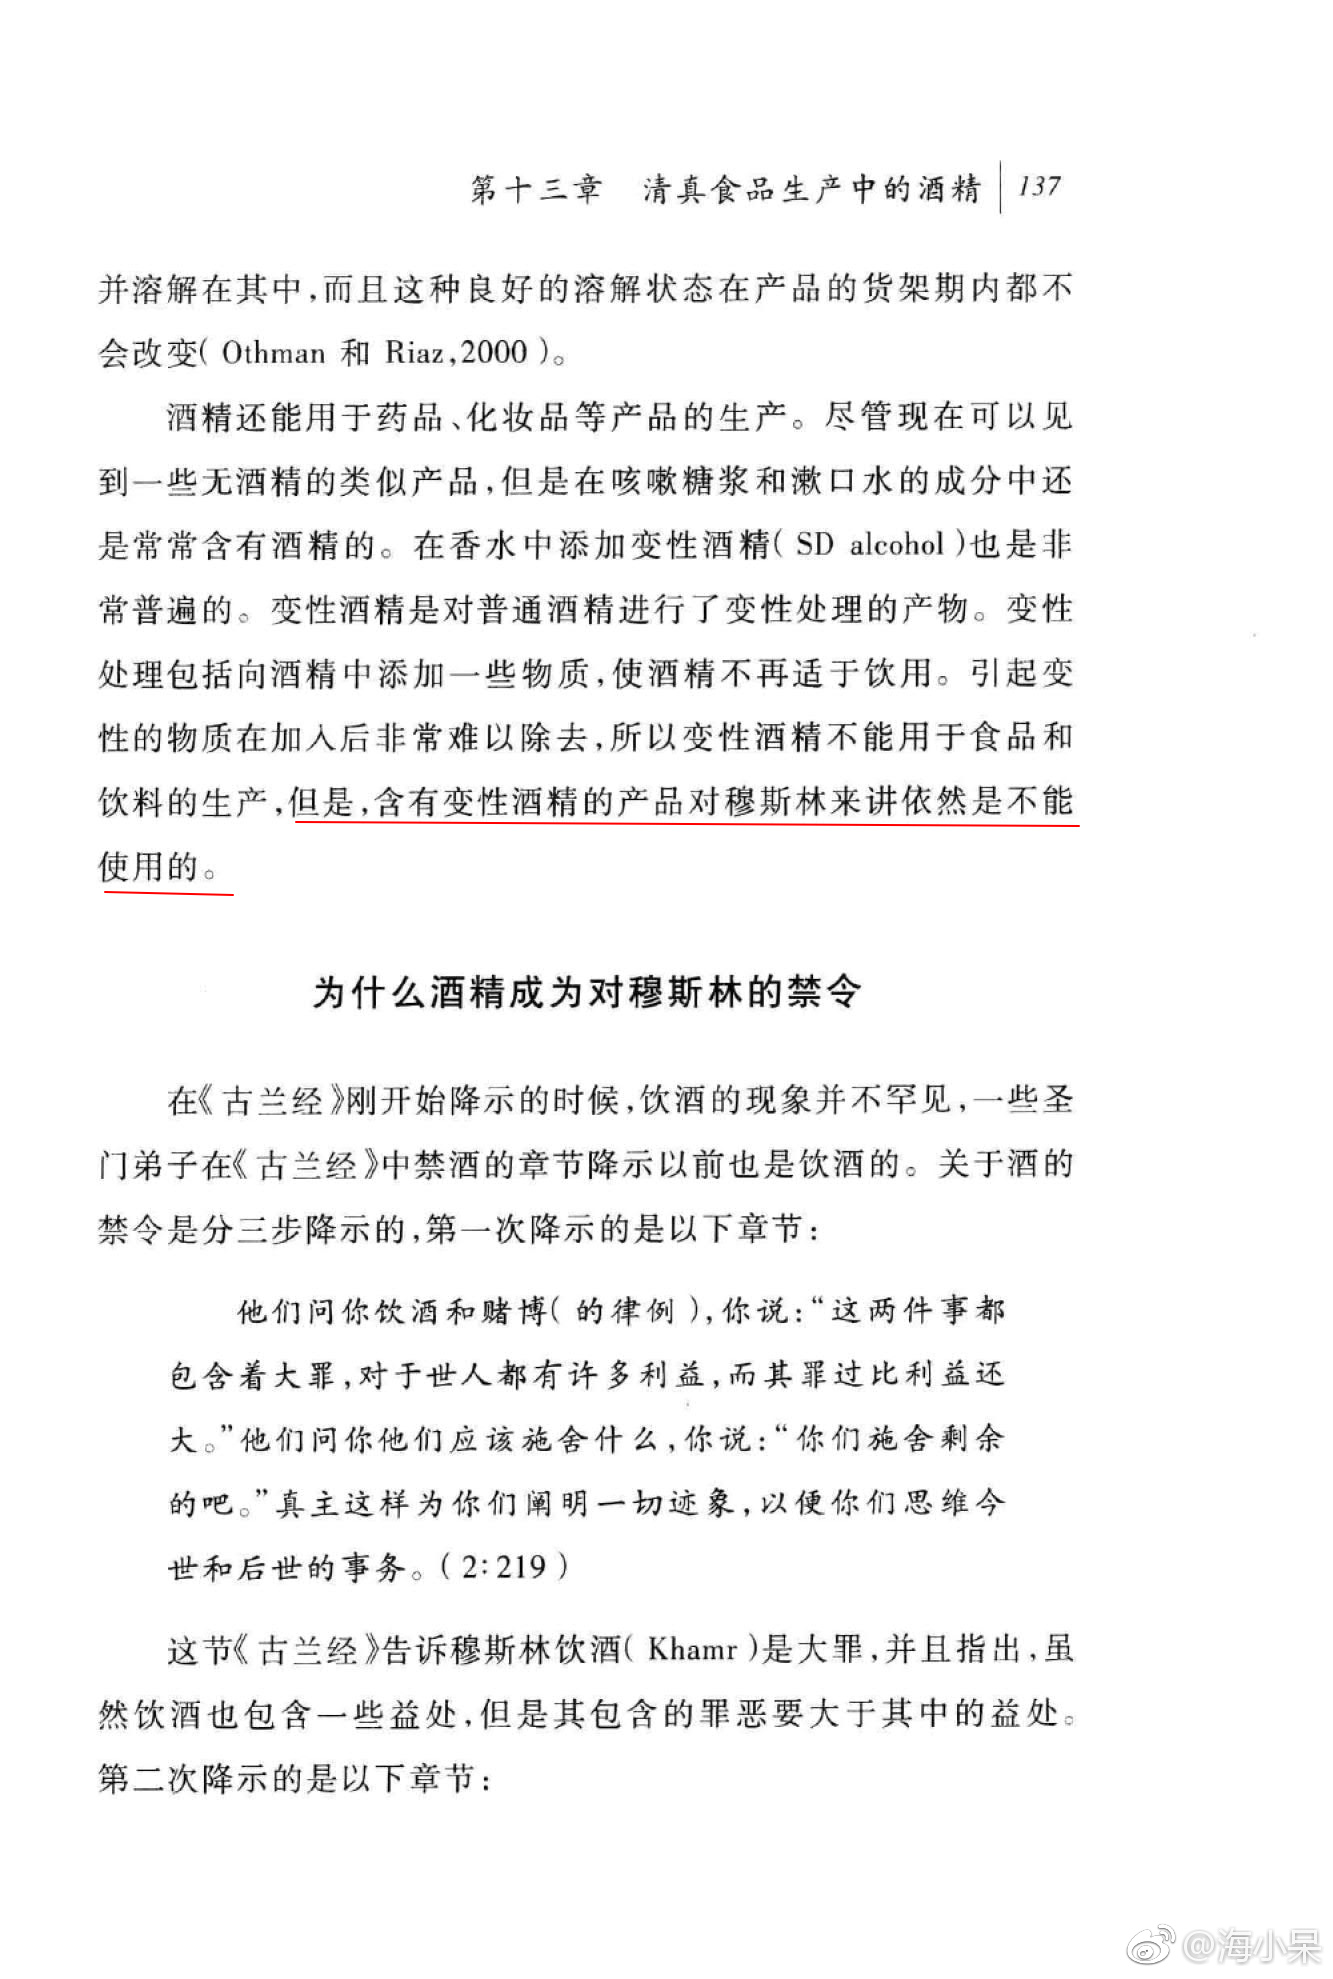 第十三章 清真食品生产中的酒精 137
并溶解在其中,而且这种良好的溶解状态在产品的货架期内都不
会改变(Othman 和 Riaz,2000)。
酒精还能用于药品、化妆品等产品的生产。尽管现在可以见
到一些无酒精的类似产品,但是在咳嗽糖浆和漱口水的成分中还
是常常含有酒精的。在香水中添加变性酒精(SD alcohol)也是非
常普遍的。变性酒精是对普通酒精进行了变性处理的产物。变性
处理包括向酒精中添加一些物质,使酒精不再适于饮用。引起变
性的物质在加入后非常难以除去,所以变性酒精不能用于食品和
饮料的生产,但是,含有变性酒精的产品对穆斯林来讲依然是不能
使用的。
为什么酒精成为对穆斯林的禁令
在《古兰经》刚开始降示的时候,饮酒的现象并不罕见,一些圣
门弟子在《古兰经》中禁酒的章节降示以前也是饮酒的。关于酒的
禁令是分三步降示的,第一次降示的是以下章节:
他们问你饮酒和赌博(的律例),你说:“这两件事都
包含着大罪,对于世人都有许多利益,而其罪过比利益还
大。”他们问你他们应该施舍什么,你说:“你们施舍剩余
的吧。”真主这样为你们阐明一切迹象,以便你们思维今
世和后世的事务。(2:219)
这节《古兰经》告诉穆斯林饮酒(Khamr)是大罪,并且指出,虽
然饮酒也包含一些益处,但是其包含的罪恶要大于其中的益处。
第二次降示的是以下章节:
@海小呆